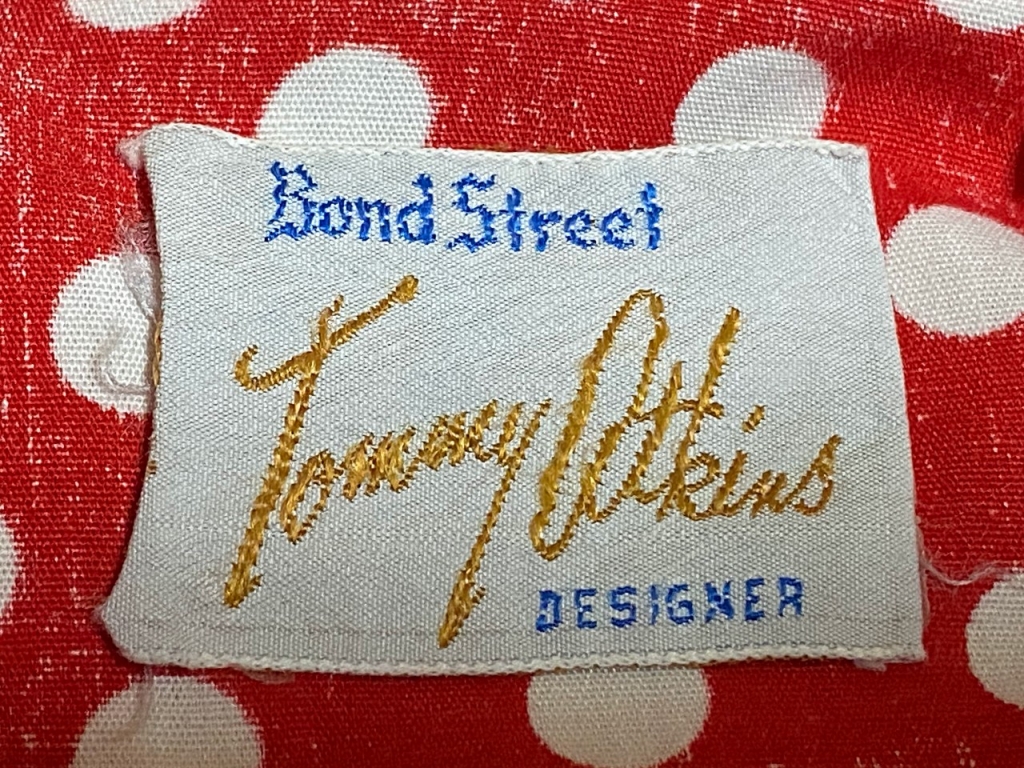 Bond Street
Tommy Atkins
DESIGNER